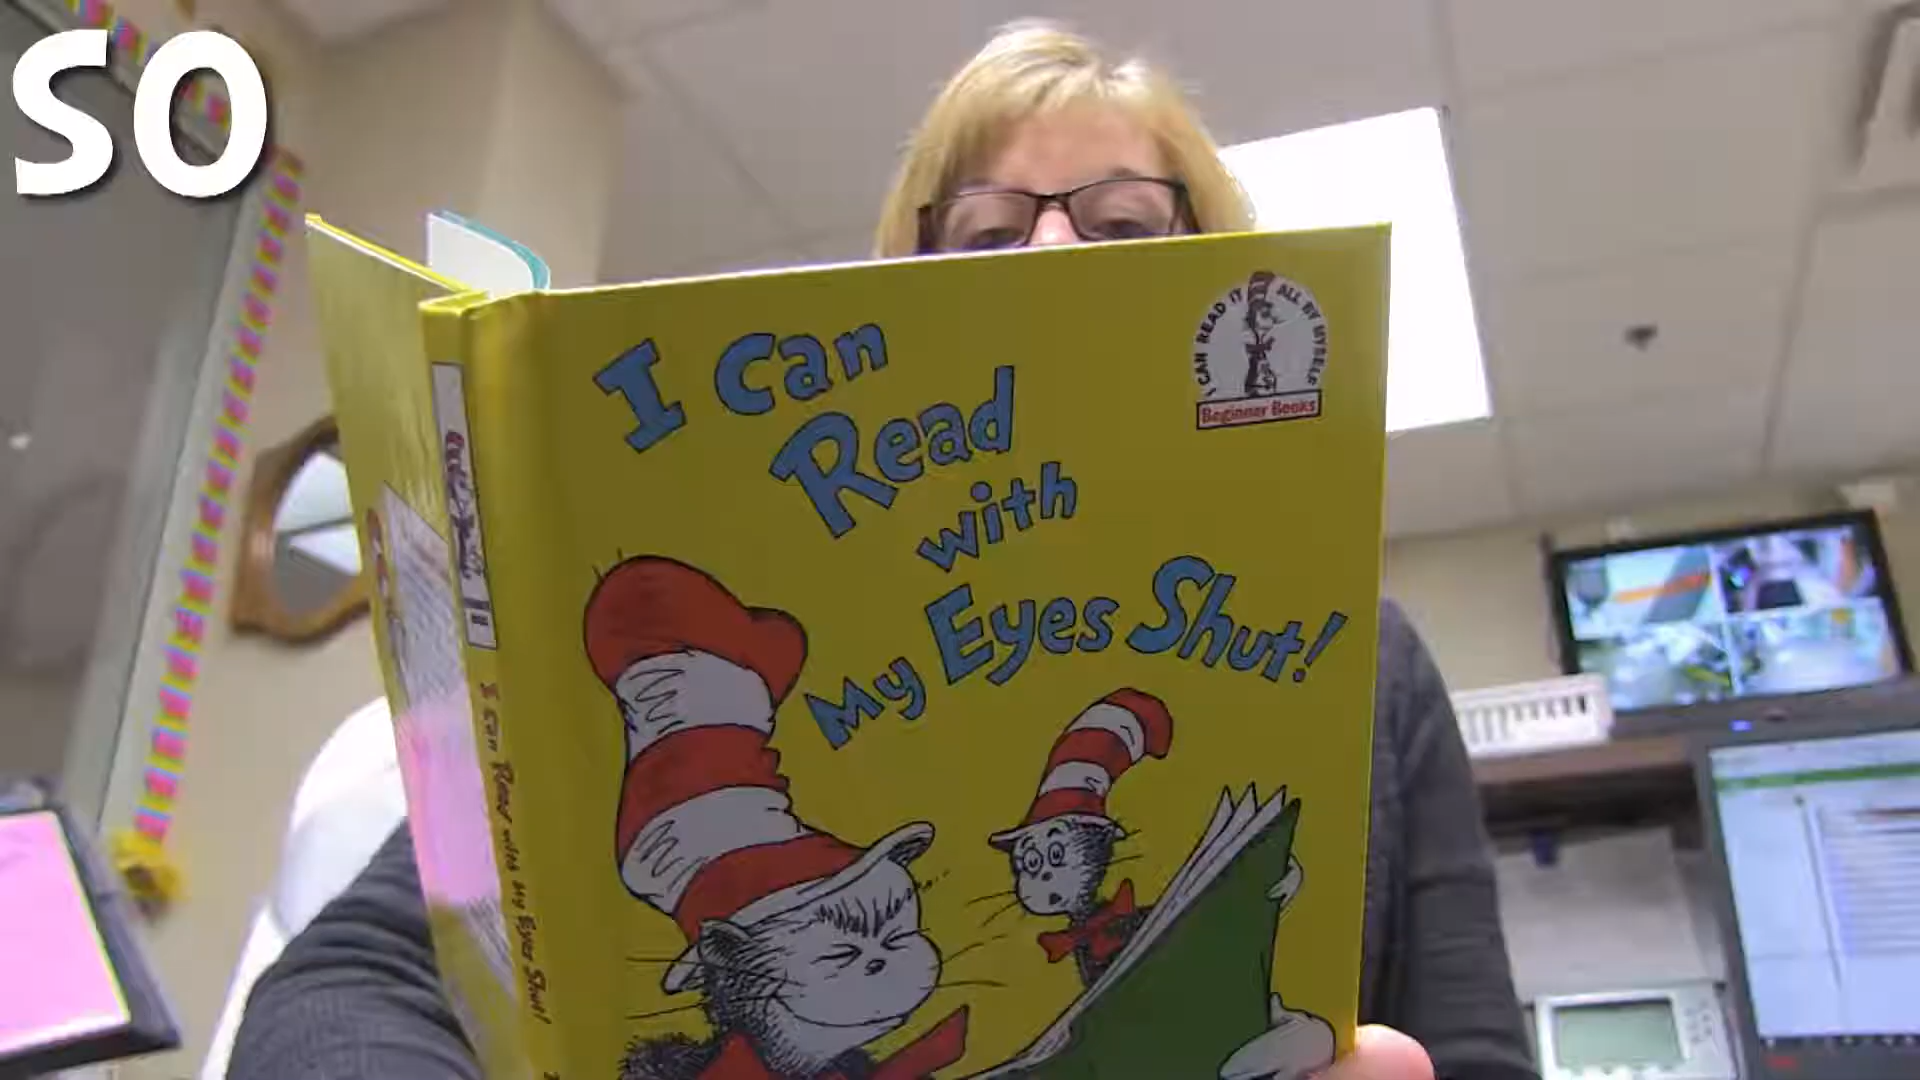 SO
I Can
Read
with
My Eyes Shut!
I CAN READ IT ALL BY MYSELF
Beginner Books
I Can Read with My Eyes Shut!